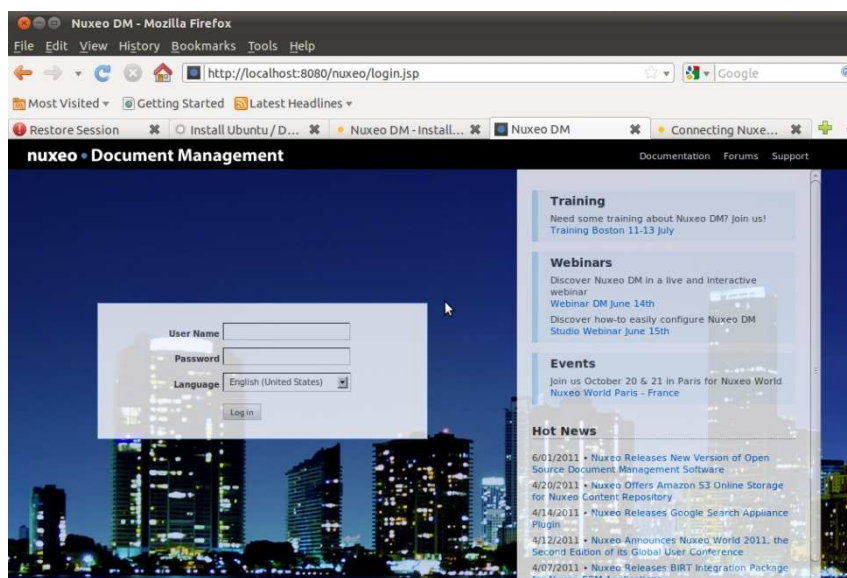 Nuxeo DM - Mozilla Firefox
File Edit View History Bookmarks Tools Help
http://localhost:8080/nuxeo/login.jsp
Google
Most Visited Getting Started Latest Headlines
Restore Session
Install Ubuntu / D...
Nuxeo DM - Install...
Nuxeo DM
Connecting Nuxe...
nuxeo • Document Management
Documentation Forums Support
User Name
Password
Language English (United States)
Log in
Training
Need some training about Nuxeo DM? Join us!
Training Boston 11-13 July
Webinars
Discover Nuxeo DM in a live and interactive
webinar
Webinar DM June 14th
Discover how-to easily configure Nuxeo DM
Studio Webinar June 15th
Events
Join us October 20 & 21 in Paris for Nuxeo World
Nuxeo World Paris - France
Hot News
6/01/2011 • Nuxeo Releases New Version of Open
Source Document Management Software
4/20/2011 • Nuxeo Offers Amazon S3 Online Storage
for Nuxeo Content Repository
4/14/2011 • Nuxeo Releases Google Search Appliance
Plugin
4/12/2011 • Nuxeo Announces Nuxeo World 2011, the
Second Edition of its Global User Conference
4/07/2011 • Nuxeo Releases BIRT Integration Package